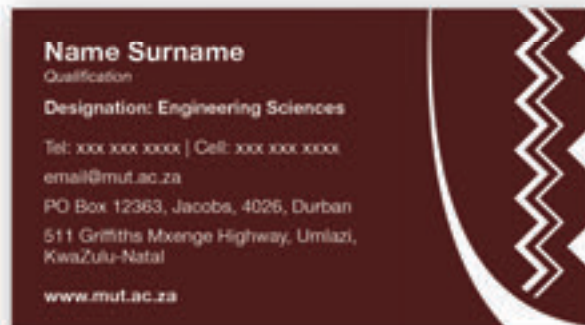 Name Surname
Qualification
Designation: Engineering Sciences
Tel: xxx xxx xxxx | Cell: xxx xxx xxxx
email@mut.ac.za
PO Box 12363, Jacobs, 4026, Durban
511 Griffiths Mxenge Highway, Umlazi,
KwaZulu-Natal
www.mut.ac.za